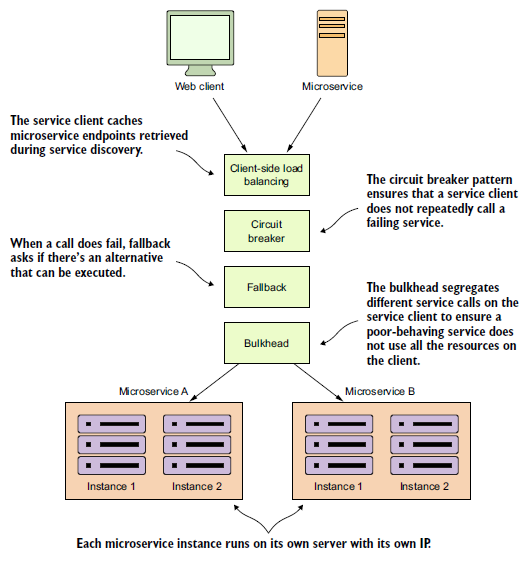 Web client
Microservice
The service client caches
microservice endpoints retrieved
during service discovery.
Client-side load
balancing
The circuit breaker pattern
ensures that a service client
does not repeatedly call a
failing service.
Circuit
breaker
When a call does fail, fallback
asks if there's an alternative
that can be executed.
Fallback
The bulkhead segregates
different service calls on the
service client to ensure a
poor-behaving service does
not use all the resources on
the client.
Bulkhead
Microservice A
Microservice B
Instance 1
Instance 2
Instance 1
Instance 2
Each microservice instance runs on its own server with its own IP.